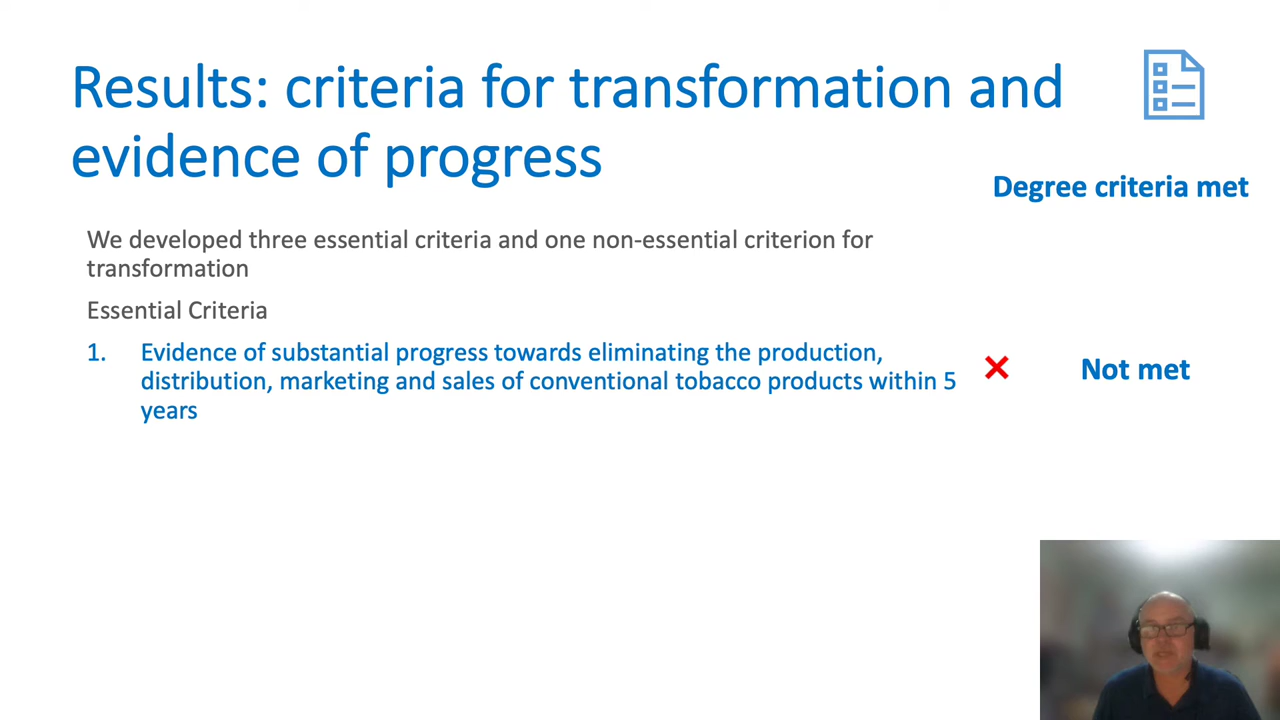 Results: criteria for transformation and
evidence of progress
Degree criteria met
We developed three essential criteria and one non-essential criterion for
transformation
Essential Criteria
1. Evidence of substantial progress towards eliminating the production,
distribution, marketing and sales of conventional tobacco products within 5
years
Not met